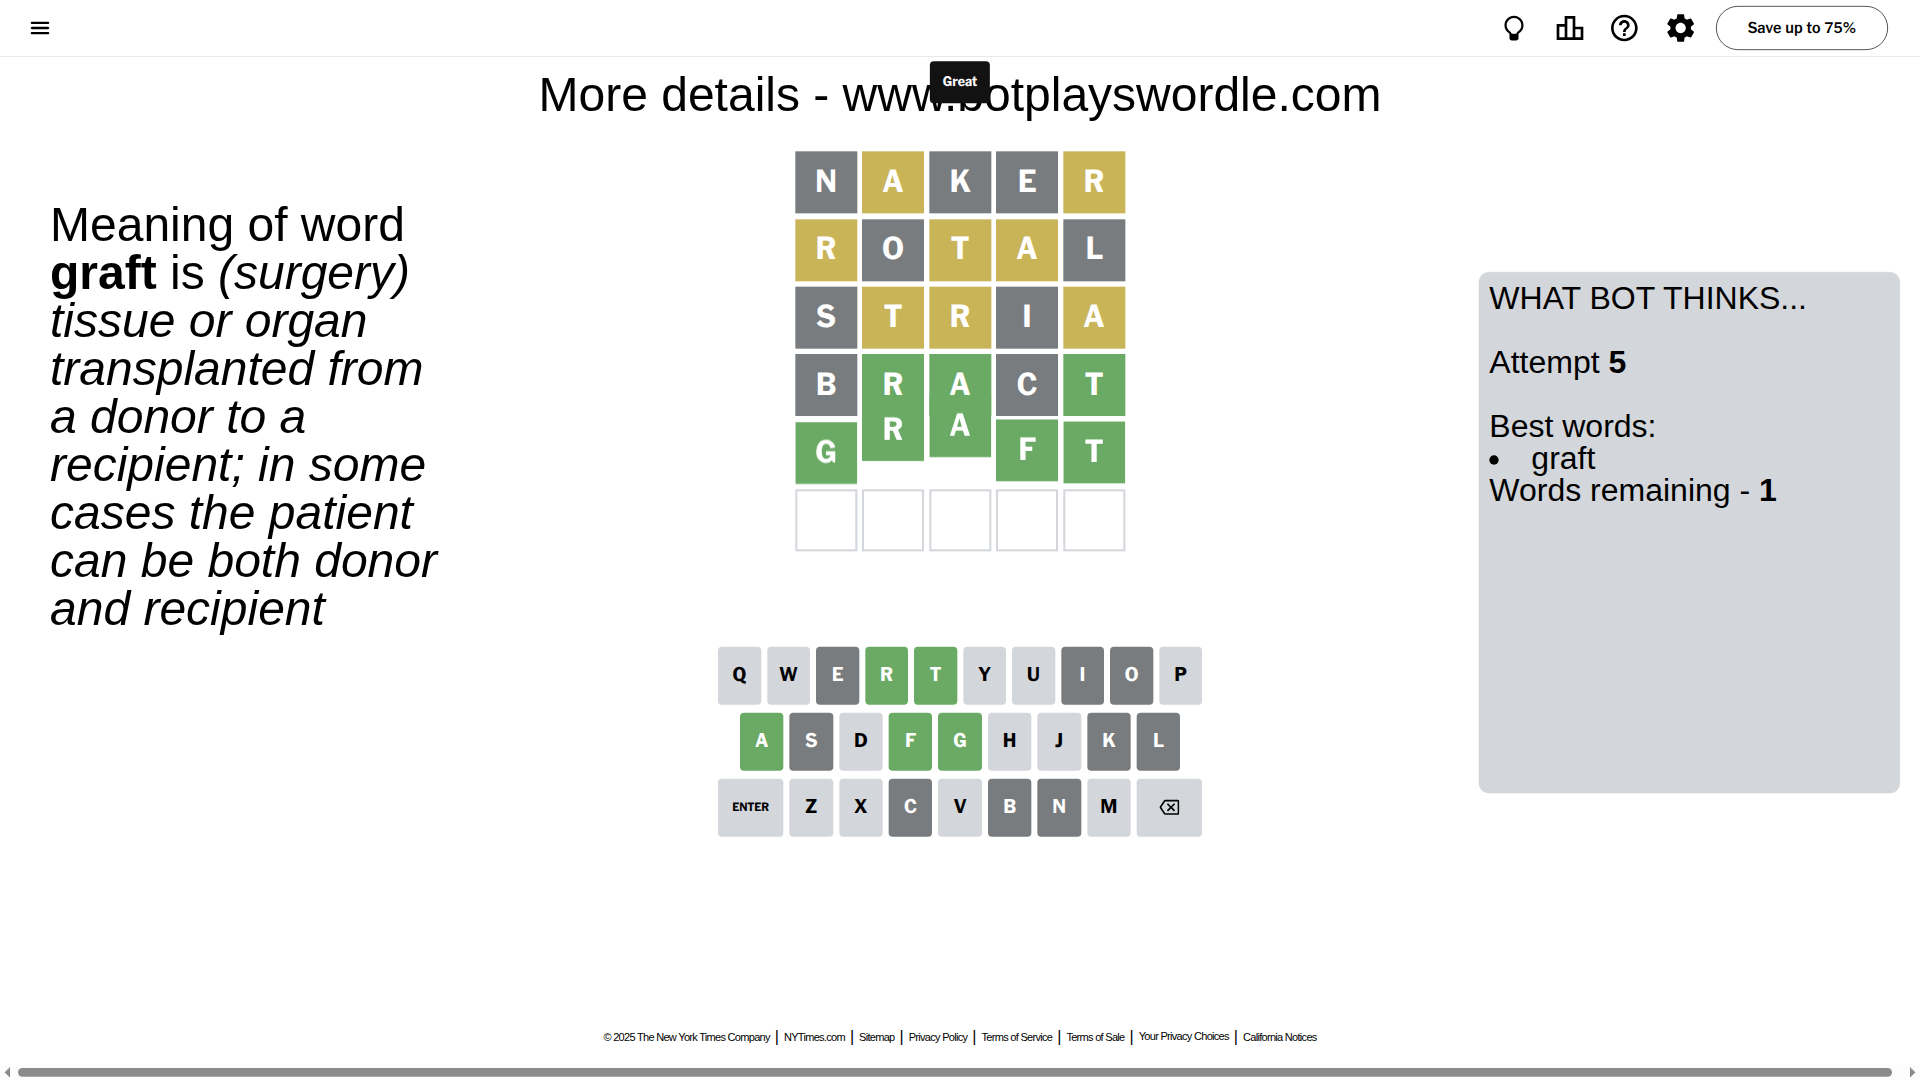 Save up to 75%
More details - www.botplayswordle.com
Great
Meaning of word
graft is (surgery)
tissue or organ
transplanted from
a donor to a
recipient; in some
cases the patient
can be both donor
and recipient
N A K E R
R O T A L
S T R I A
B R A C T
G R A F T
WHAT BOT THINKS...
Attempt 5
Best words:
• graft
Words remaining - 1
Q W E R T Y U I O P
A S D F G H J K L
ENTER Z X C V B N M
© 2025 The New York Times Company | NYTimes.com | Sitemap | Privacy Policy | Terms of Service | Terms of Sale | Your Privacy Choices | California Notices